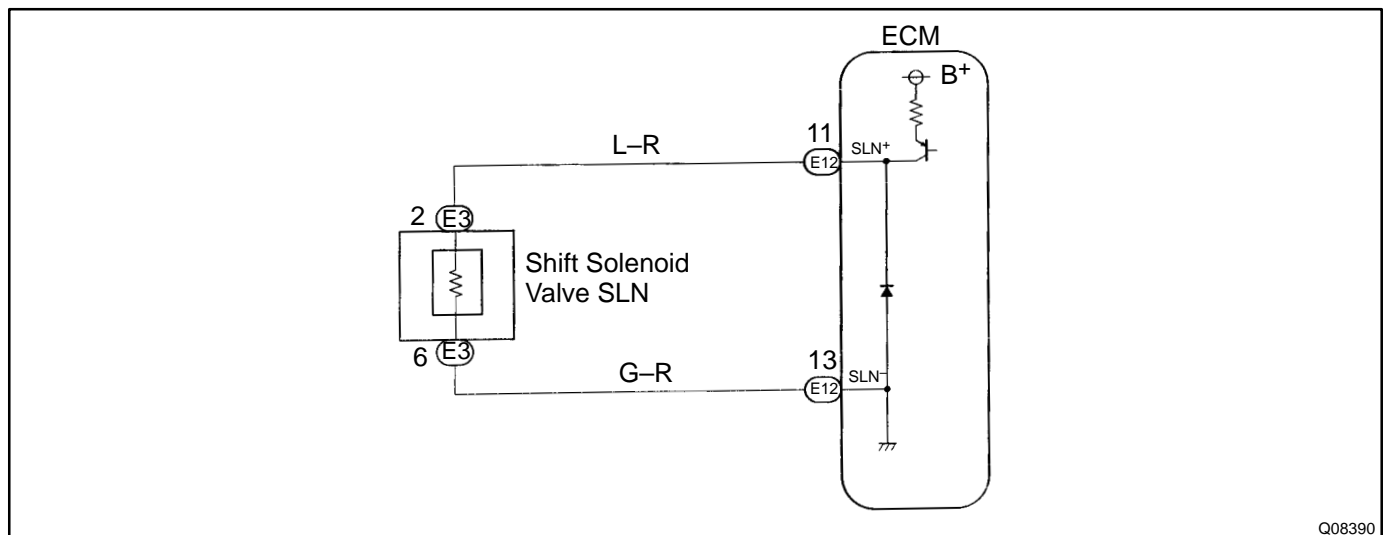 ECM
B+
L–R
11
E12
SLN+
2
E3
Shift Solenoid
Valve SLN
6
E3
G–R
13
E12
SLN–
Q08390